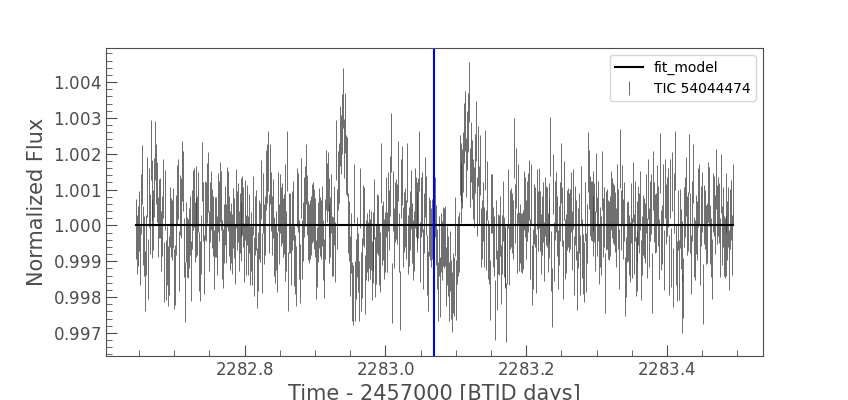 fit_model
TIC 54044474
1.004
1.003
1.002
1.001
1.000
0.999
0.998
0.997
Normalized Flux
2282.8 2283.0 2283.2 2283.4
Time - 2457000 [BTJD days]